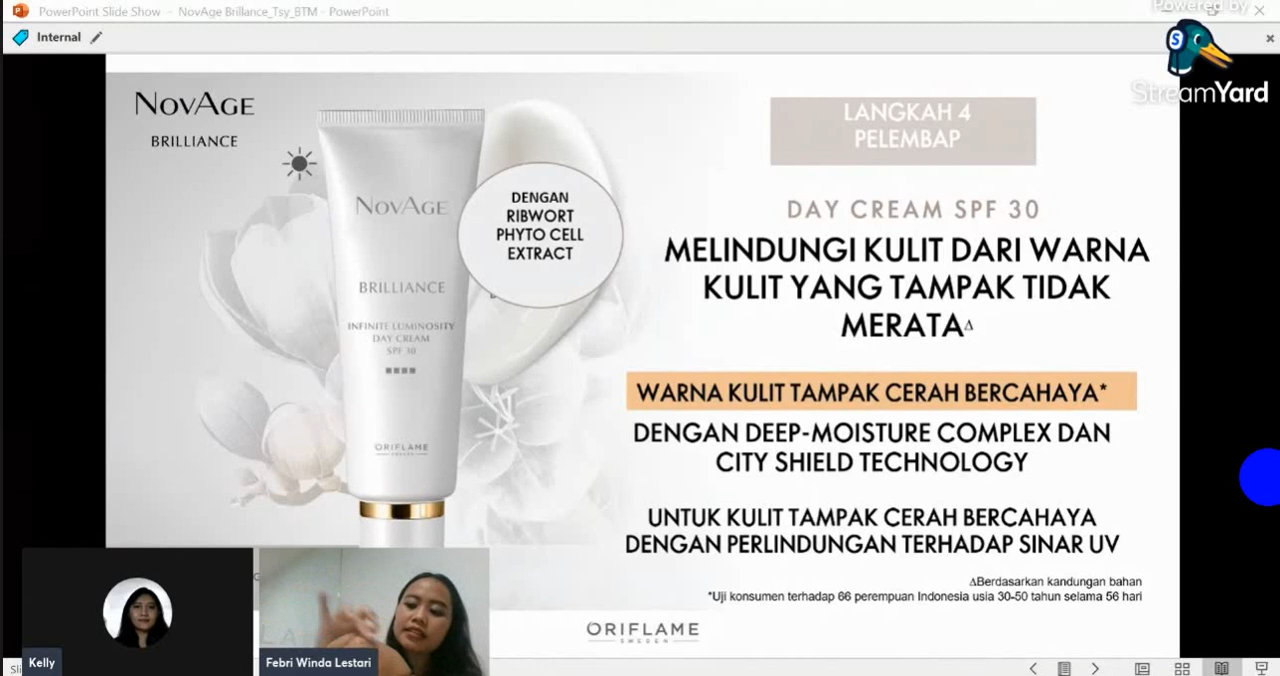 PowerPoint Slide Show - NovAge Brillance_Tsy_BTM - PowerPoint
Powered by
Internal
StreamYard
NOVAGE
BRILLIANCE
LANGKAH 4
PELEMBAP
DENGAN
RIBWORT
PHYTO CELL
EXTRACT
NOVAGE
BRILLIANCE
INFINITE LUMINOSITY
DAY CREAM
SPF 30
ORIFLAME
SWEDEN
DAY CREAM SPF 30
MELINDUNGI KULIT DARI WARNA
KULIT YANG TAMPAK TIDAK
MERATA∆
WARNA KULIT TAMPAK CERAH BERCAHAYA*
DENGAN DEEP-MOISTURE COMPLEX DAN
CITY SHIELD TECHNOLOGY
UNTUK KULIT TAMPAK CERAH BERCAHAYA
DENGAN PERLINDUNGAN TERHADAP SINAR UV
∆Berdasarkan kandungan bahan
*Uji konsumen terhadap 66 perempuan Indonesia usia 30-50 tahun selama 56 hari
ORIFLAME
SWEDEN
Kelly
Febri Winda Lestari